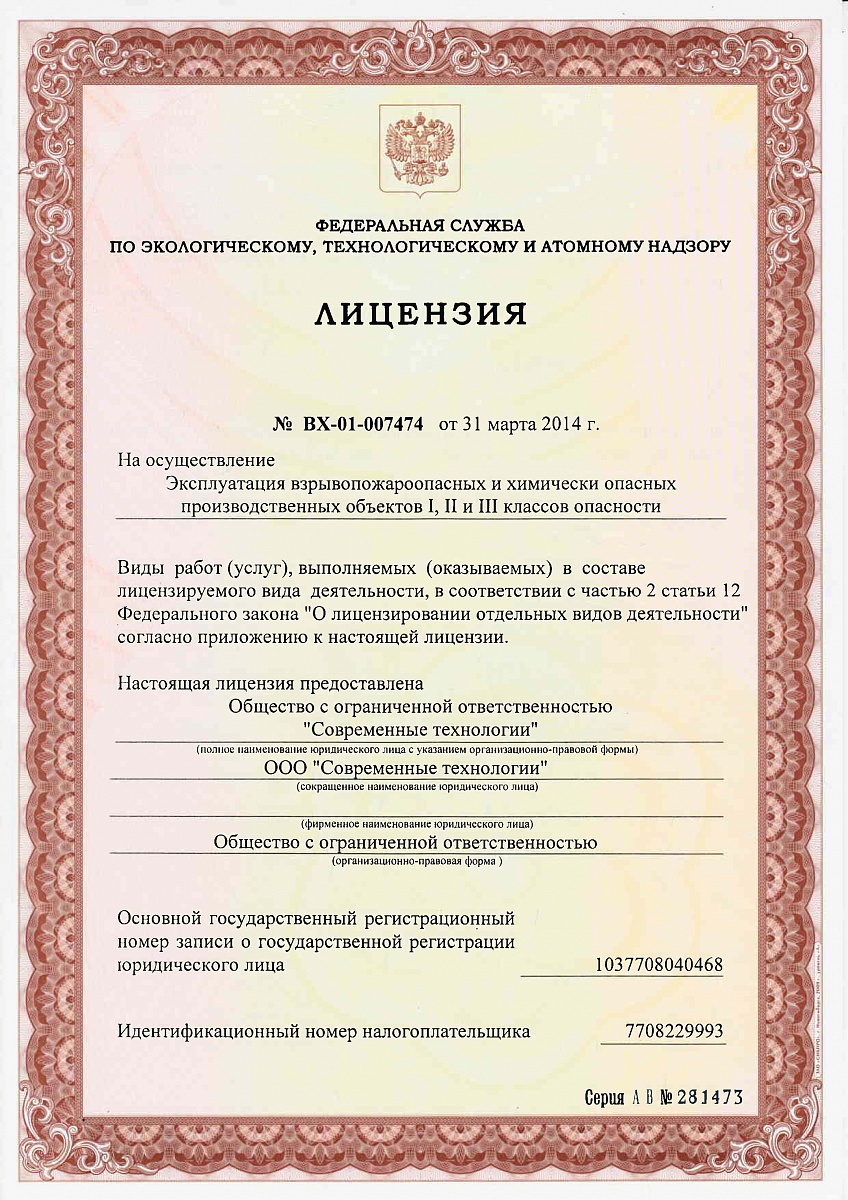 ФЕДЕРАЛЬНАЯ СЛУЖБА
ПО ЭКОЛОГИЧЕСКОМУ, ТЕХНОЛОГИЧЕСКОМУ И АТОМНОМУ НАДЗОРУ
ЛИЦЕНЗИЯ
№ ВХ-01-007474 от 31 марта 2014 г.
На осуществление
Эксплуатация взрывопожароопасных и химически опасных
производственных объектов I, II и III классов опасности
Виды работ (услуг), выполняемых (оказываемых) в составе
лицензируемого вида деятельности, в соответствии с частью 2 статьи 12
Федерального закона "О лицензировании отдельных видов деятельности"
согласно приложению к настоящей лицензии.
Настоящая лицензия предоставлена
Общество с ограниченной ответственностью
"Современные технологии"
(полное наименование юридического лица с указанием организационно-правовой формы)
ООО "Современные технологии"
(сокращенное наименование юридического лица)
(фирменное наименование юридического лица)
Общество с ограниченной ответственностью
(организационно-правовая форма )
Основной государственный регистрационный
номер записи о государственной регистрации
юридического лица 1037708040468
Идентификационный номер налогоплательщика 7708229993
Серия А В № 281473